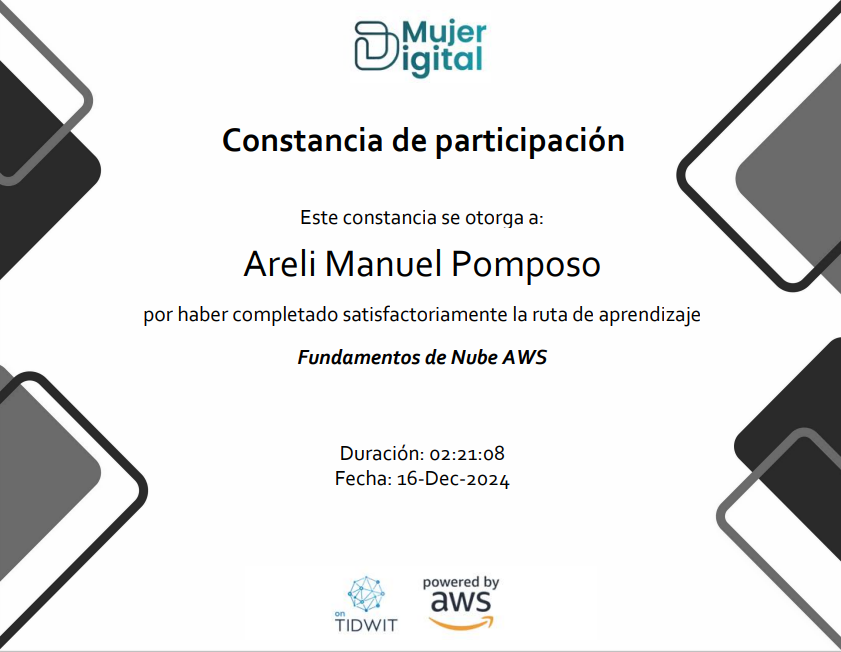 Mujer
Digital
Constancia de participación
Este constancia se otorga a:
Areli Manuel Pomposo
por haber completado satisfactoriamente la ruta de aprendizaje
Fundamentos de Nube AWS
Duración: 02:21:08
Fecha: 16-Dec-2024
on
TIDWIT
powered by
aws